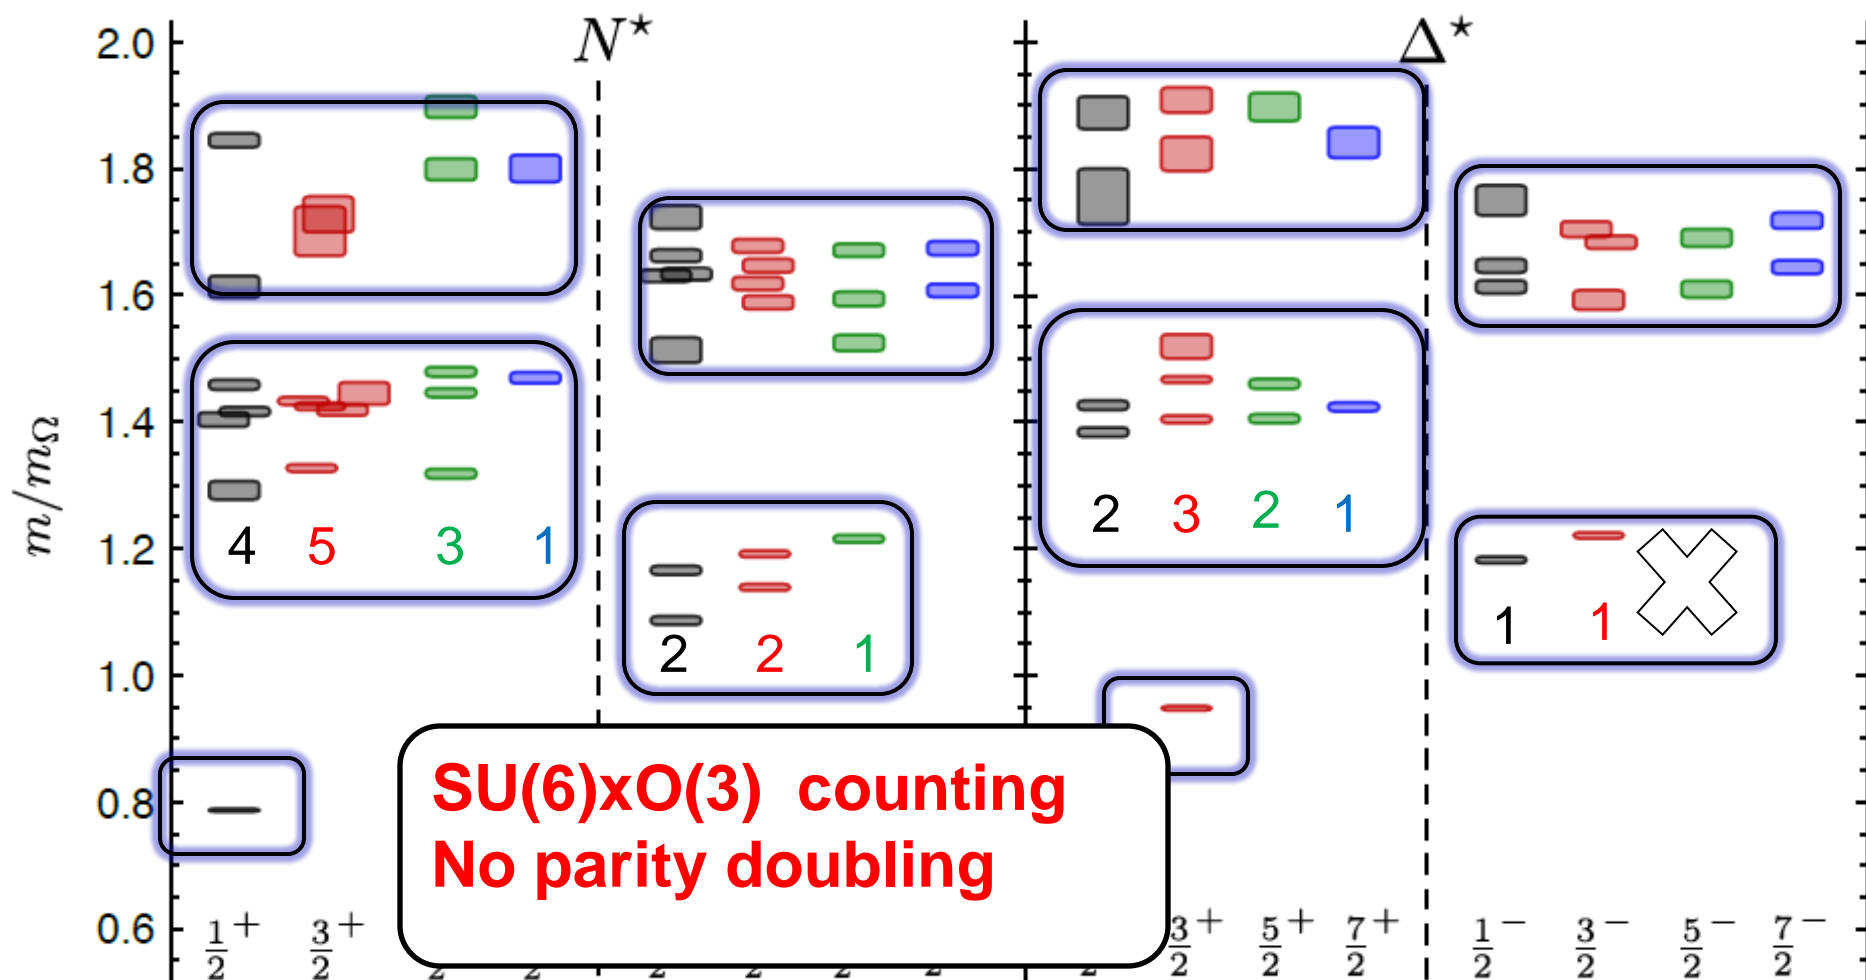 N* Δ*
2.0
1.8
1.6
1.4
1.2
1.0
0.8
0.6
m/mΩ
4 5 3 1
2 2 1
2 3 2 1
1 1
SU(6)xO(3) counting
No parity doubling
1/2+ 3/2+ 3/2+ 5/2+ 7/2+ 1/2− 3/2− 5/2− 7/2−